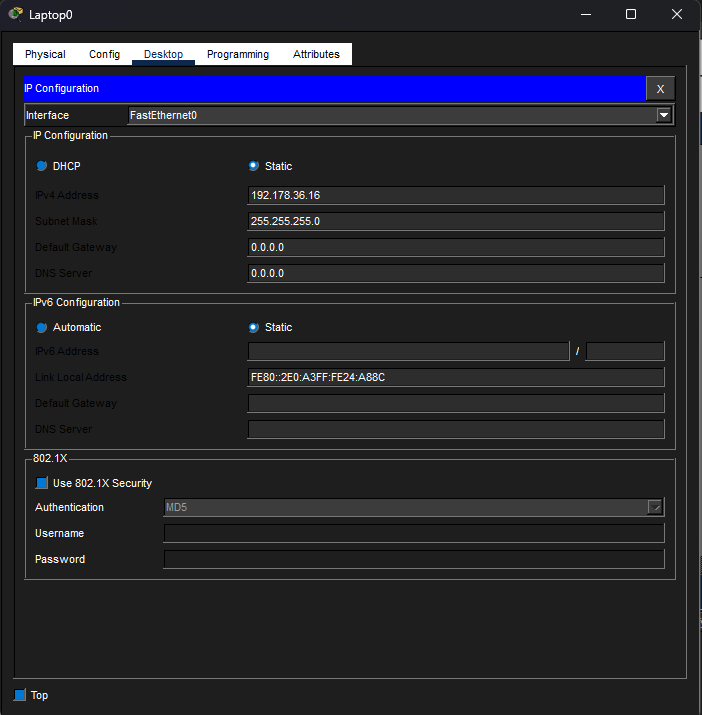 Laptop0
Physical Config Desktop Programming Attributes
IP Configuration X
Interface FastEthernet0
IP Configuration
DHCP Static
IPv4 Address 192.178.36.16
Subnet Mask 255.255.255.0
Default Gateway 0.0.0.0
DNS Server 0.0.0.0
IPv6 Configuration
Automatic Static
IPv6 Address /
Link Local Address FE80::2E0:A3FF:FE24:A88C
Default Gateway
DNS Server
802.1X
Use 802.1X Security
Authentication MD5
Username
Password
Top